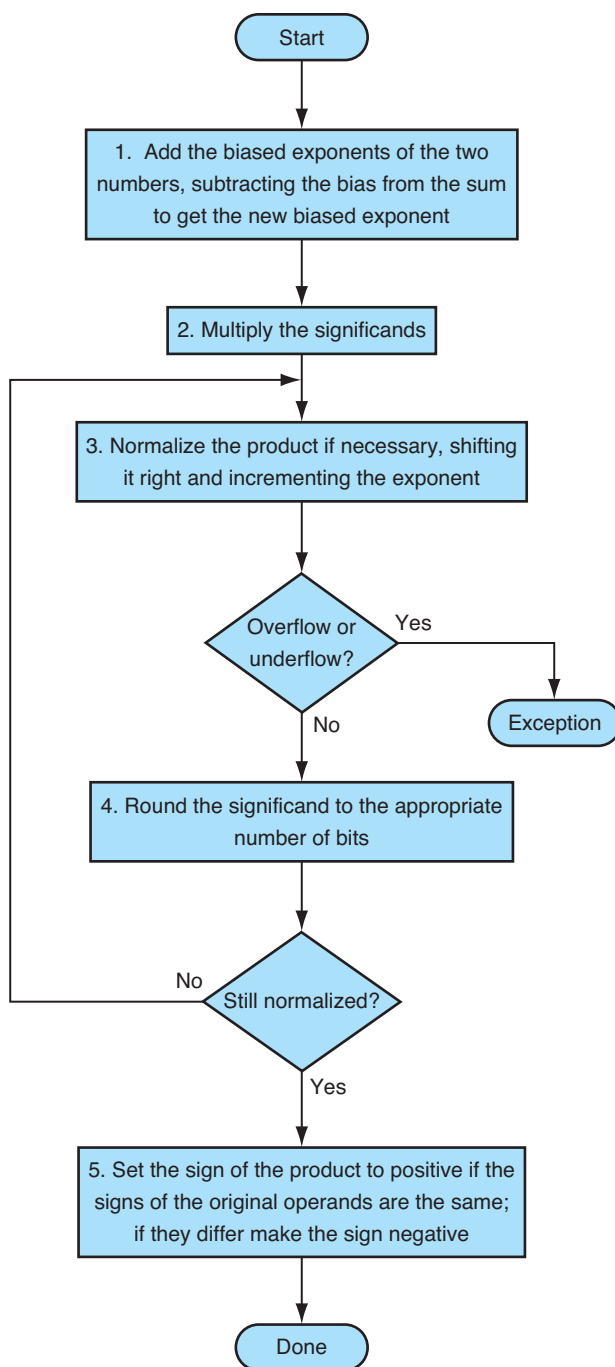 Start
1. Add the biased exponents of the two
numbers, subtracting the bias from the sum
to get the new biased exponent
2. Multiply the significands
3. Normalize the product if necessary, shifting
it right and incrementing the exponent
Overflow or
underflow?
Yes
No
Exception
4. Round the significand to the appropriate
number of bits
Still normalized?
No
Yes
5. Set the sign of the product to positive if the
signs of the original operands are the same;
if they differ make the sign negative
Done